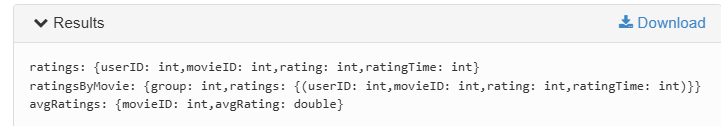 Results
Download
ratings: {userID: int,movieID: int,rating: int,ratingTime: int}
ratingsByMovie: {group: int,ratings: {(userID: int,movieID: int,rating: int,ratingTime: int)}}
avgRatings: {movieID: int,avgRating: double}